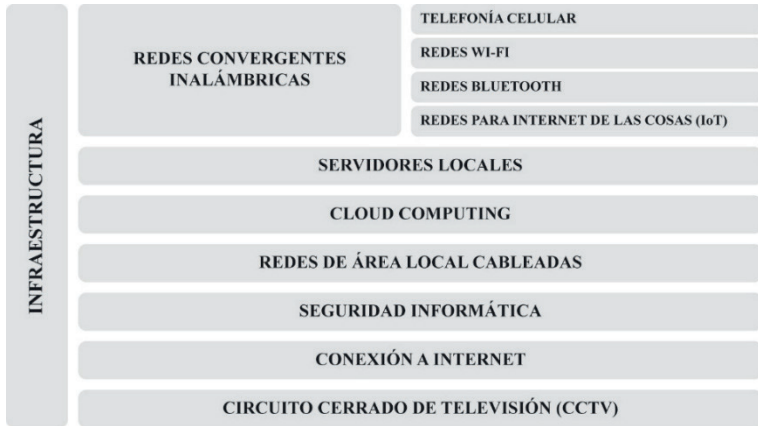 INFRAESTRUCTURA
REDES CONVERGENTES
INALÁMBRICAS
TELEFONÍA CELULAR
REDES WI-FI
REDES BLUETOOTH
REDES PARA INTERNET DE LAS COSAS (IoT)
SERVIDORES LOCALES
CLOUD COMPUTING
REDES DE ÁREA LOCAL CABLEADAS
SEGURIDAD INFORMÁTICA
CONEXIÓN A INTERNET
CIRCUITO CERRADO DE TELEVISIÓN (CCTV)